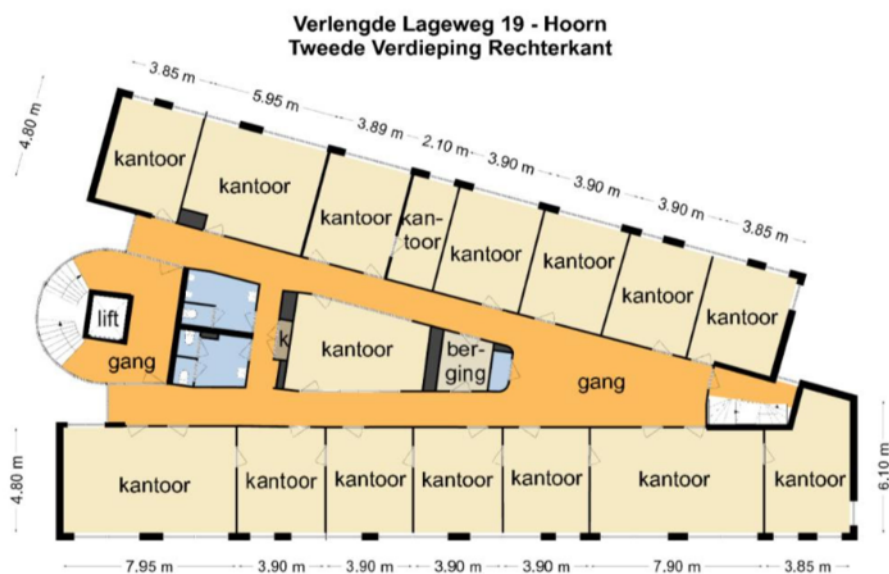 Verlengde Lageweg 19 - Hoorn
Tweede Verdieping Rechterkant
3.85 m
5.95 m
3.89 m
2.10 m
3.90 m
3.90 m
3.90 m
3.85 m
4.80 m
kantoor
kantoor
kantoor
kan-
toor
kantoor
kantoor
kantoor
kantoor
lift
gang
k
kantoor
ber-
ging
gang
4.80 m
6.10 m
kantoor
kantoor
kantoor
kantoor
kantoor
kantoor
kantoor
7.95 m
3.90 m
3.90 m
3.90 m
3.90 m
7.90 m
3.85 m